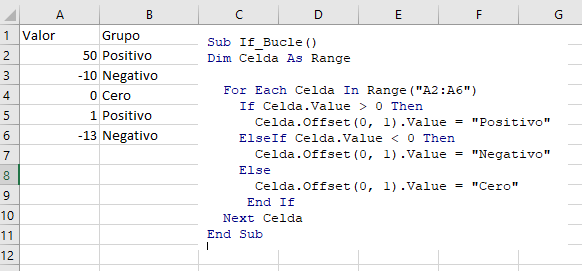 A B C D E F G
1 Valor Grupo
2 50 Positivo
3 -10 Negativo
4 0 Cero
5 1 Positivo
6 -13 Negativo
7
8
9
10
11
12
Sub If_Bucle()
Dim Celda As Range
For Each Celda In Range("A2:A6")
If Celda.Value > 0 Then
Celda.Offset(0, 1).Value = "Positivo"
ElseIf Celda.Value < 0 Then
Celda.Offset(0, 1).Value = "Negativo"
Else
Celda.Offset(0, 1).Value = "Cero"
End If
Next Celda
End Sub